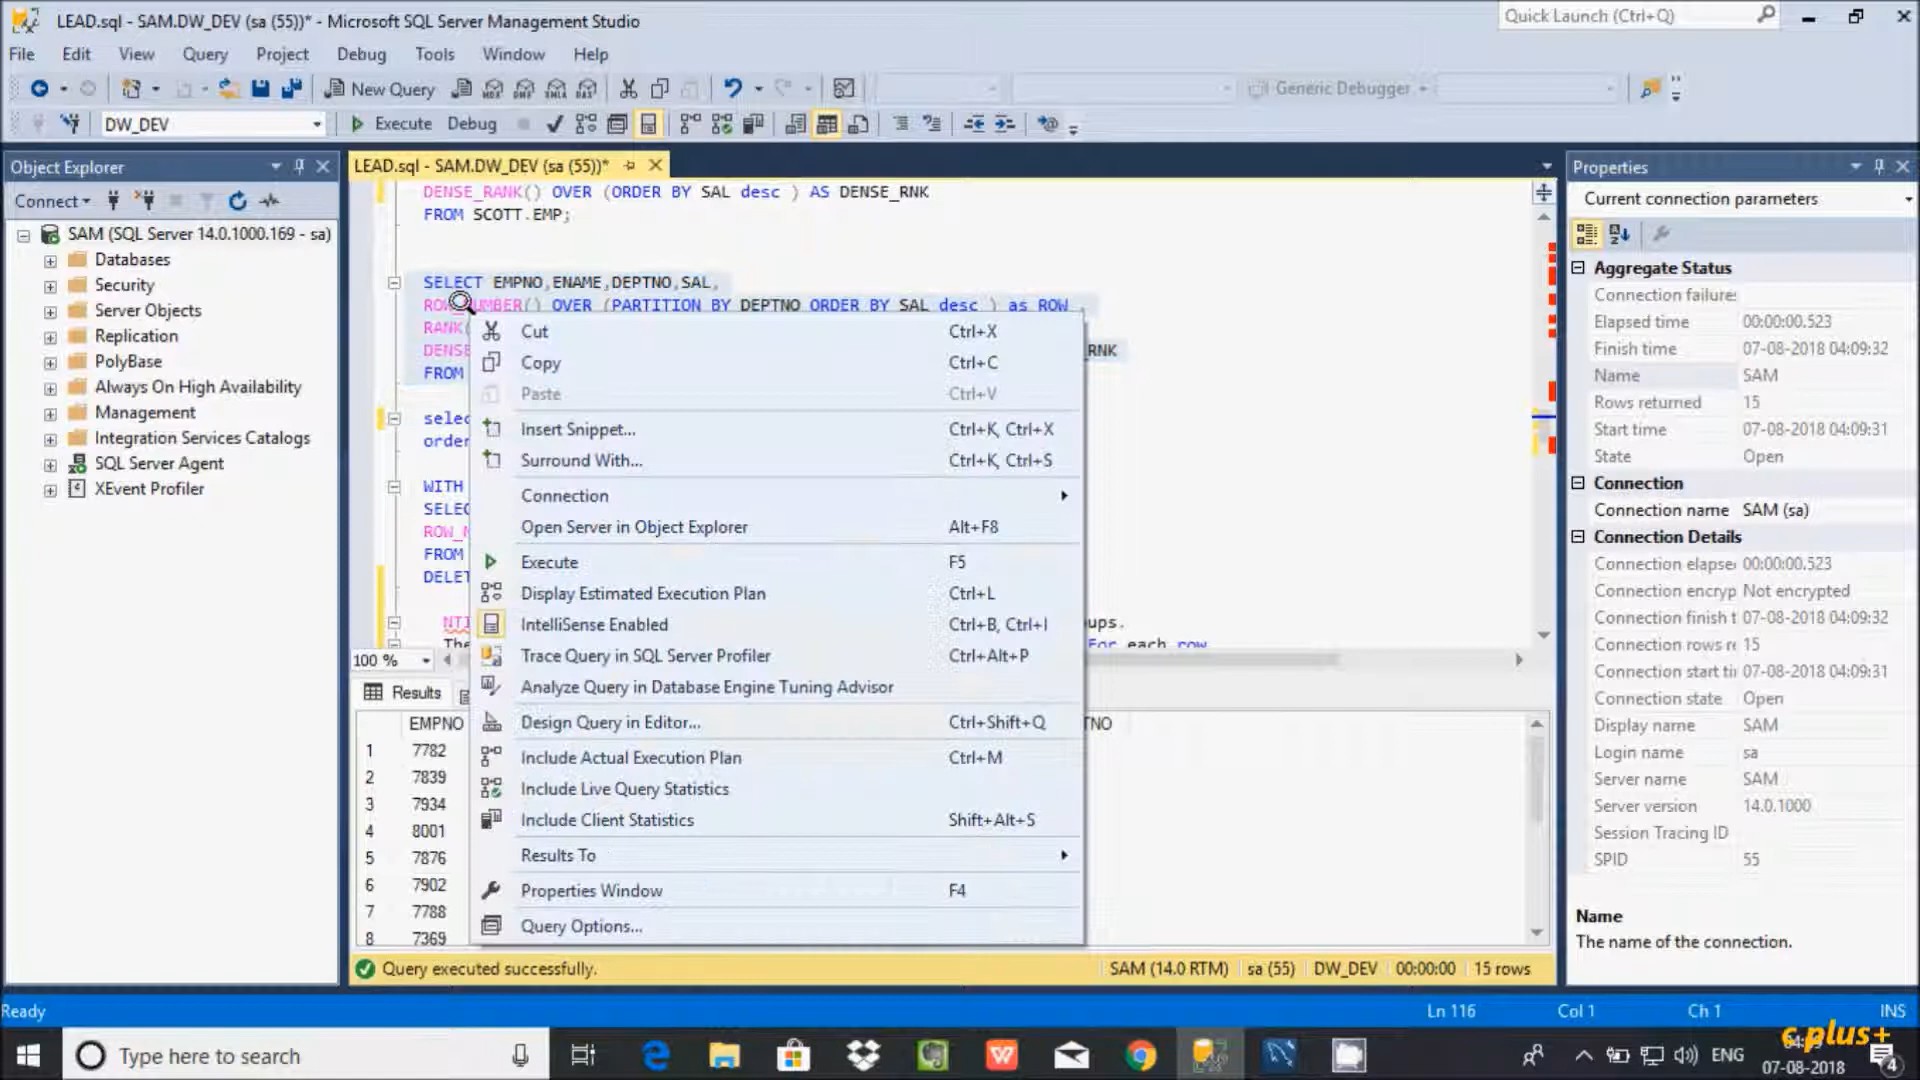 LEAD.sql - SAM.DW_DEV (sa (55))* - Microsoft SQL Server Management Studio
Quick Launch (Ctrl+Q)
File Edit View Query Project Debug Tools Window Help
New Query
Generic Debugger
DW_DEV
Execute Debug
Object Explorer
Connect
SAM (SQL Server 14.0.1000.169 - sa)
Databases
Security
Server Objects
Replication
PolyBase
Always On High Availability
Management
Integration Services Catalogs
SQL Server Agent
XEvent Profiler
LEAD.sql - SAM.DW_DEV (sa (55))*
DENSE_RANK() OVER (ORDER BY SAL desc ) AS DENSE_RNK
FROM SCOTT.EMP;
SELECT EMPNO,ENAME,DEPTNO,SAL,
ROW_NUMBER() OVER (PARTITION BY DEPTNO ORDER BY SAL desc ) as ROW
RANK(
DENSE RNK
FROM
selec
order
WITH
SELEC
ROW_N
FROM
DELET
NTI ups.
The For each row
Cut Ctrl+X
Copy Ctrl+C
Paste Ctrl+V
Insert Snippet... Ctrl+K, Ctrl+X
Surround With... Ctrl+K, Ctrl+S
Connection
Open Server in Object Explorer Alt+F8
Execute F5
Display Estimated Execution Plan Ctrl+L
IntelliSense Enabled Ctrl+B, Ctrl+I
Trace Query in SQL Server Profiler Ctrl+Alt+P
Analyze Query in Database Engine Tuning Advisor
Design Query in Editor... Ctrl+Shift+Q
Include Actual Execution Plan Ctrl+M
Include Live Query Statistics
Include Client Statistics Shift+Alt+S
Results To
Properties Window F4
Query Options...
100 %
Results
EMPNO TNO
1 7782
2 7839
3 7934
4 8001
5 7876
6 7902
7 7788
8 7369
Query executed successfully. SAM (14.0 RTM) sa (55) DW_DEV 00:00:00 15 rows
Properties
Current connection parameters
Aggregate Status
Connection failures
Elapsed time 00:00:00.523
Finish time 07-08-2018 04:09:32
Name SAM
Rows returned 15
Start time 07-08-2018 04:09:31
State Open
Connection
Connection name SAM (sa)
Connection Details
Connection elapse 00:00:00.523
Connection encryp Not encrypted
Connection finish t 07-08-2018 04:09:32
Connection rows re 15
Connection start ti 07-08-2018 04:09:31
Connection state Open
Display name SAM
Login name sa
Server name SAM
Server version 14.0.1000
Session Tracing ID
SPID 55
Name
The name of the connection.
Ready Ln 116 Col 1 Ch 1 INS
Type here to search
ENG
07-08-2018
4
c plus+